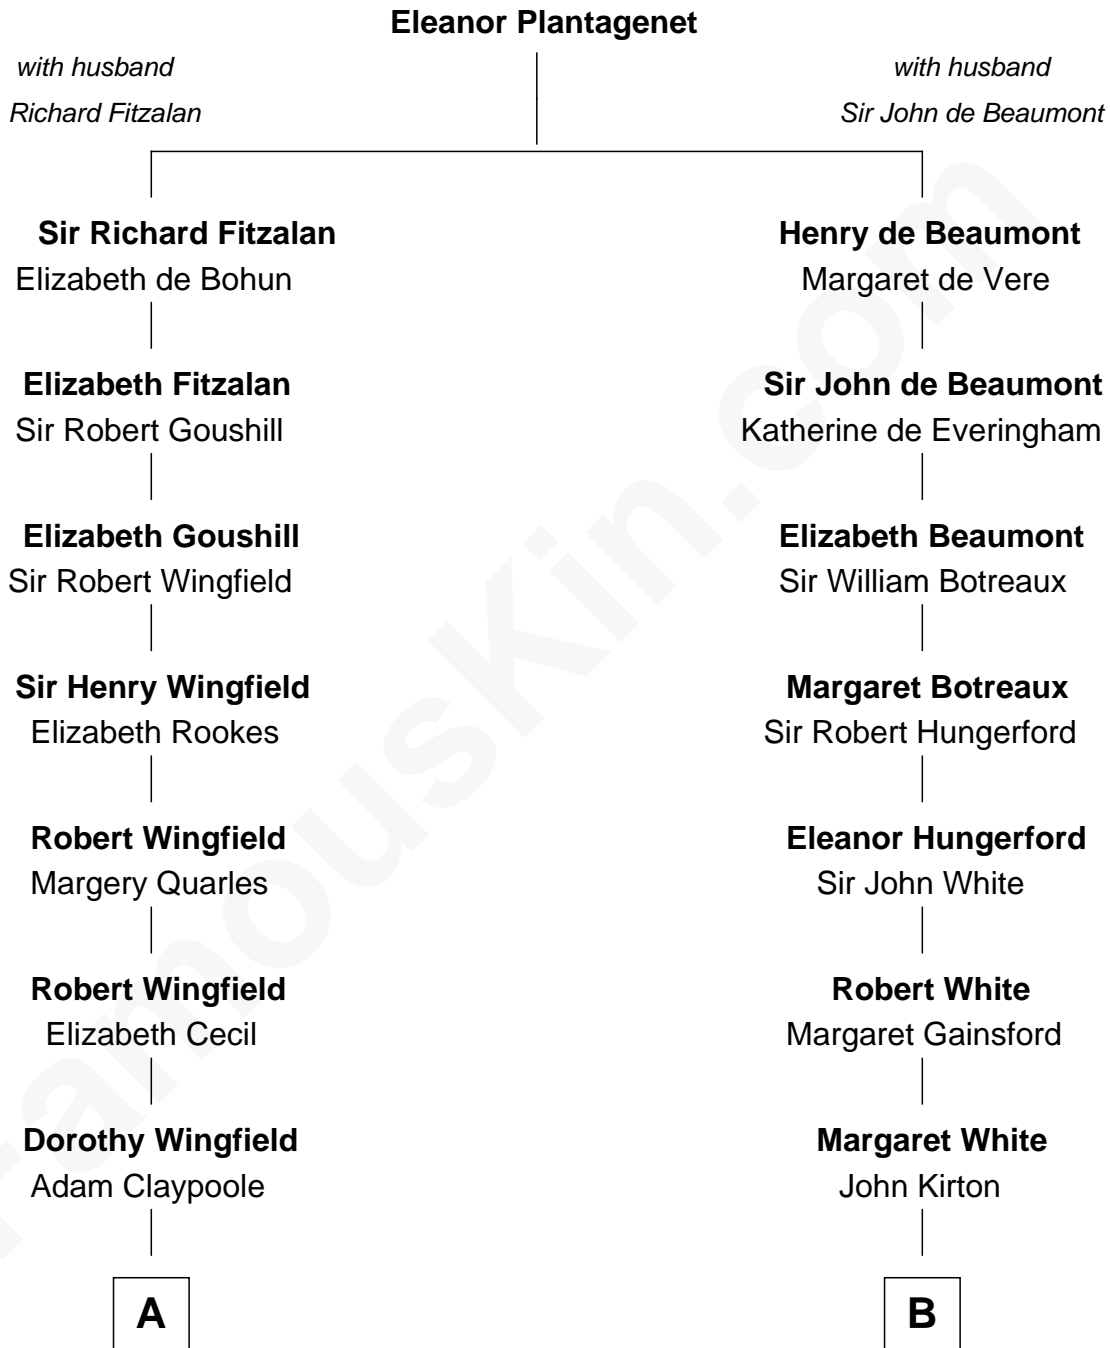 Eleanor Plantagenet
with husband
Richard Fitzalan
with husband
Sir John de Beaumont
Sir Richard Fitzalan
Elizabeth de Bohun
Henry de Beaumont
Margaret de Vere
Elizabeth Fitzalan
Sir Robert Goushill
Sir John de Beaumont
Katherine de Everingham
Elizabeth Goushill
Sir Robert Wingfield
Elizabeth Beaumont
Sir William Botreaux
Sir Henry Wingfield
Elizabeth Rookes
Margaret Botreaux
Sir Robert Hungerford
Robert Wingfield
Margery Quarles
Eleanor Hungerford
Sir John White
Robert Wingfield
Elizabeth Cecil
Robert White
Margaret Gainsford
Dorothy Wingfield
Adam Claypoole
Margaret White
John Kirton
A
B
FamousKin.com